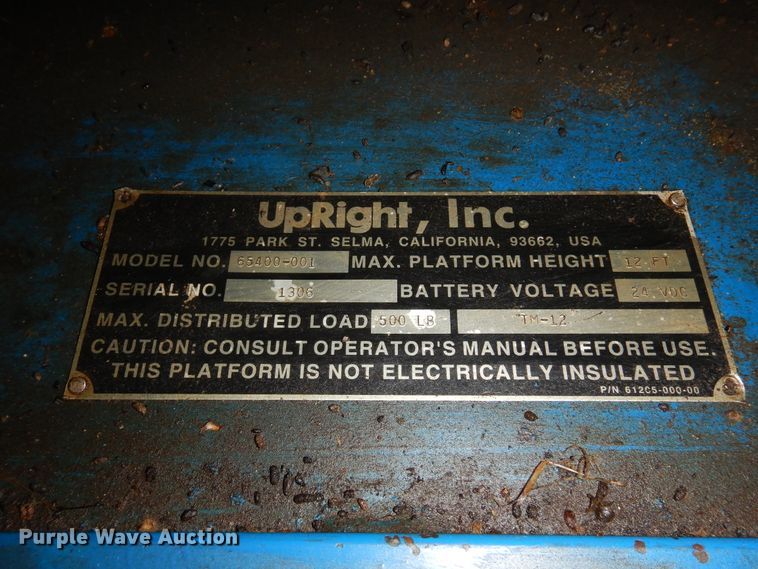 UpRight, Inc.
1775 PARK ST. SELMA, CALIFORNIA, 93662, USA
MODEL NO. 65400-001 MAX. PLATFORM HEIGHT 12 FT
SERIAL NO. 1306 BATTERY VOLTAGE 24 VDC
MAX. DISTRIBUTED LOAD 500 LB TM-12
CAUTION: CONSULT OPERATOR'S MANUAL BEFORE USE.
THIS PLATFORM IS NOT ELECTRICALLY INSULATED
P/N 612C5-000-00
Purple Wave Auction